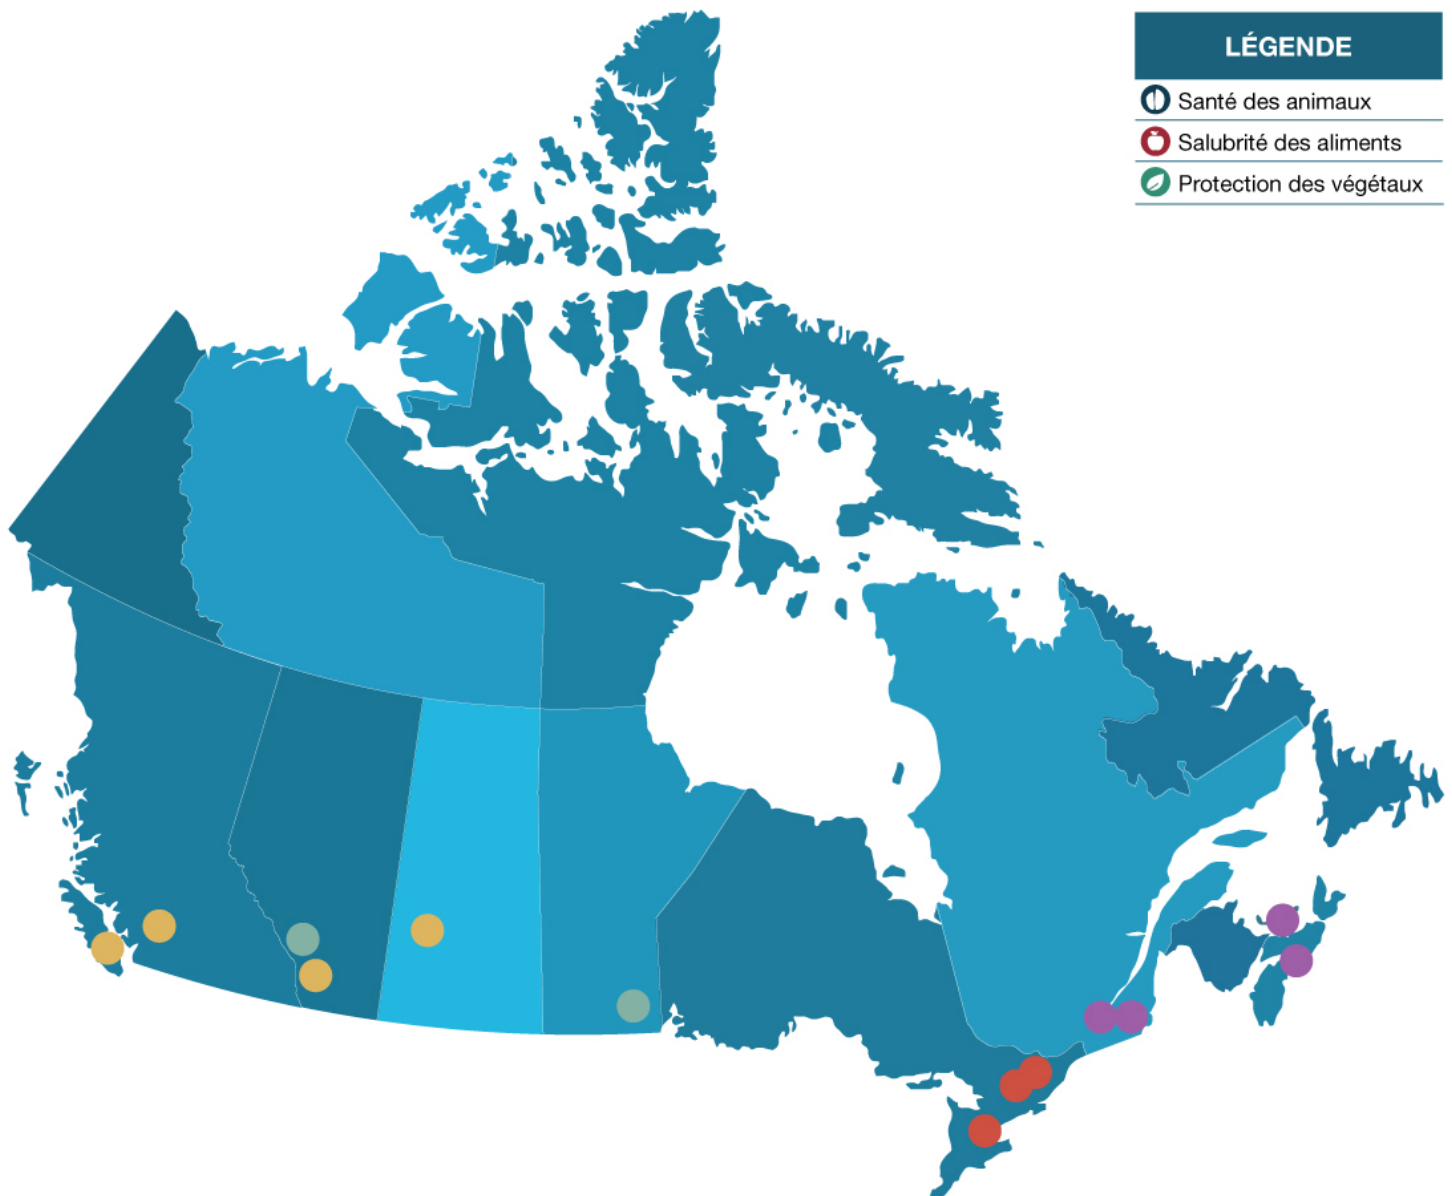 LÉGENDE
Santé des animaux
Salubrité des aliments
Protection des végétaux